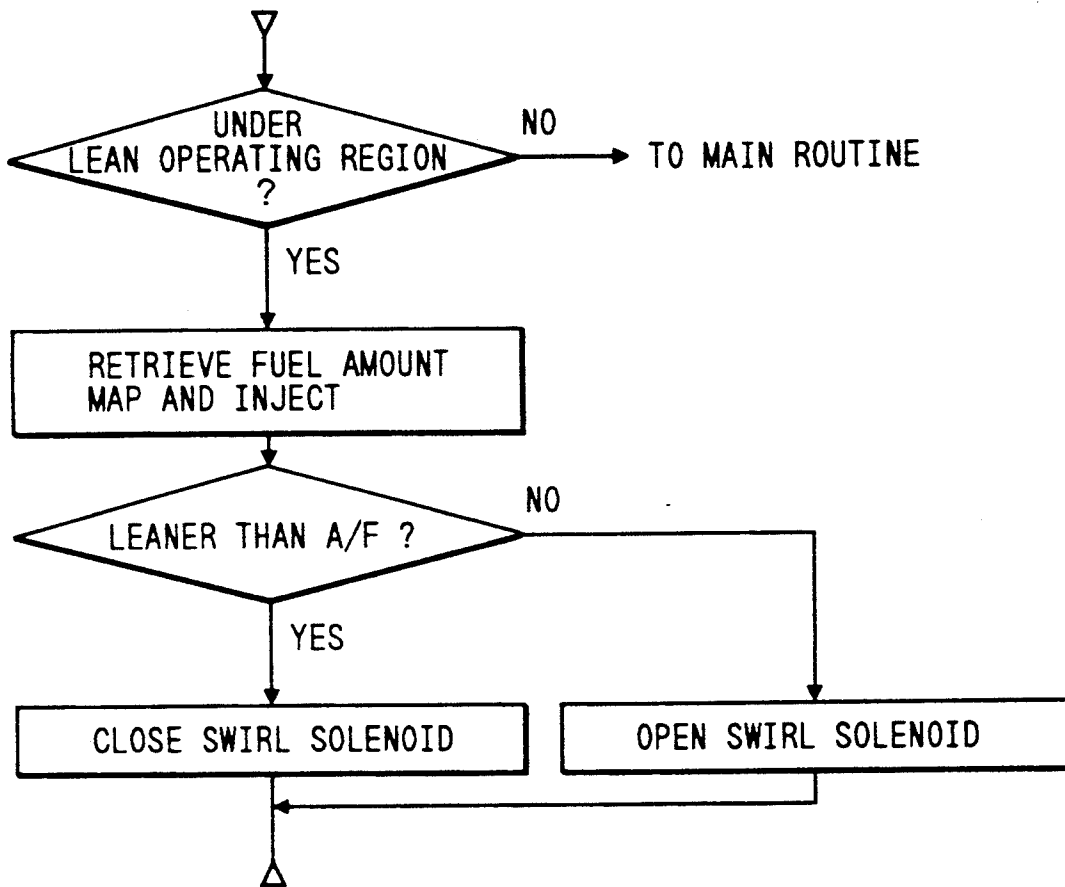 UNDER
LEAN OPERATING REGION
?
NO
TO MAIN ROUTINE
YES
RETRIEVE FUEL AMOUNT
MAP AND INJECT
LEANER THAN A/F ?
NO
YES
CLOSE SWIRL SOLENOID
OPEN SWIRL SOLENOID